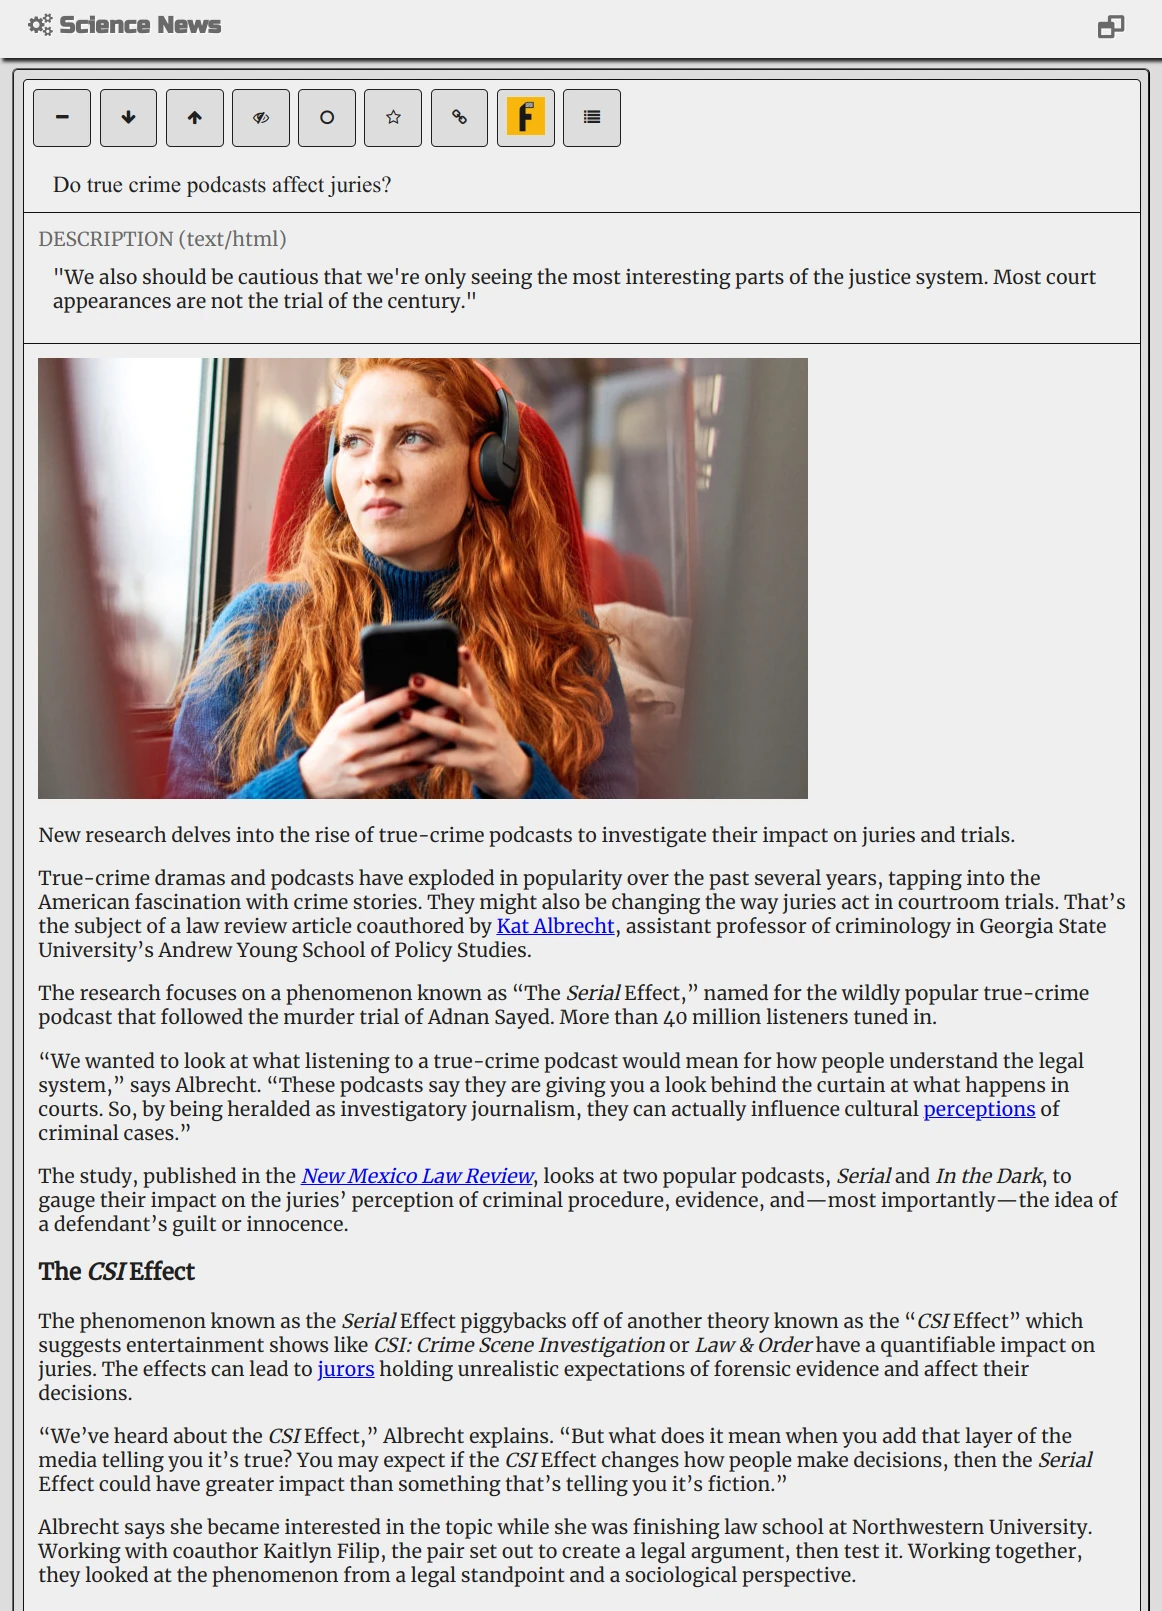 Science News
F
Do true crime podcasts affect juries?
DESCRIPTION (text/html)
"We also should be cautious that we're only seeing the most interesting parts of the justice system. Most court
appearances are not the trial of the century."
New research delves into the rise of true-crime podcasts to investigate their impact on juries and trials.
True-crime dramas and podcasts have exploded in popularity over the past several years, tapping into the
American fascination with crime stories. They might also be changing the way juries act in courtroom trials. That’s
the subject of a law review article coauthored by Kat Albrecht, assistant professor of criminology in Georgia State
University’s Andrew Young School of Policy Studies.
The research focuses on a phenomenon known as “The Serial Effect,” named for the wildly popular true-crime
podcast that followed the murder trial of Adnan Sayed. More than 40 million listeners tuned in.
“We wanted to look at what listening to a true-crime podcast would mean for how people understand the legal
system,” says Albrecht. “These podcasts say they are giving you a look behind the curtain at what happens in
courts. So, by being heralded as investigatory journalism, they can actually influence cultural perceptions of
criminal cases.”
The study, published in the New Mexico Law Review, looks at two popular podcasts, Serial and In the Dark, to
gauge their impact on the juries’ perception of criminal procedure, evidence, and—most importantly—the idea of
a defendant’s guilt or innocence.
The CSI Effect
The phenomenon known as the Serial Effect piggybacks off of another theory known as the “CSI Effect” which
suggests entertainment shows like CSI: Crime Scene Investigation or Law & Order have a quantifiable impact on
juries. The effects can lead to jurors holding unrealistic expectations of forensic evidence and affect their
decisions.
“We’ve heard about the CSI Effect,” Albrecht explains. “But what does it mean when you add that layer of the
media telling you it’s true? You may expect if the CSI Effect changes how people make decisions, then the Serial
Effect could have greater impact than something that’s telling you it’s fiction.”
Albrecht says she became interested in the topic while she was finishing law school at Northwestern University.
Working with coauthor Kaitlyn Filip, the pair set out to create a legal argument, then test it. Working together,
they looked at the phenomenon from a legal standpoint and a sociological perspective.